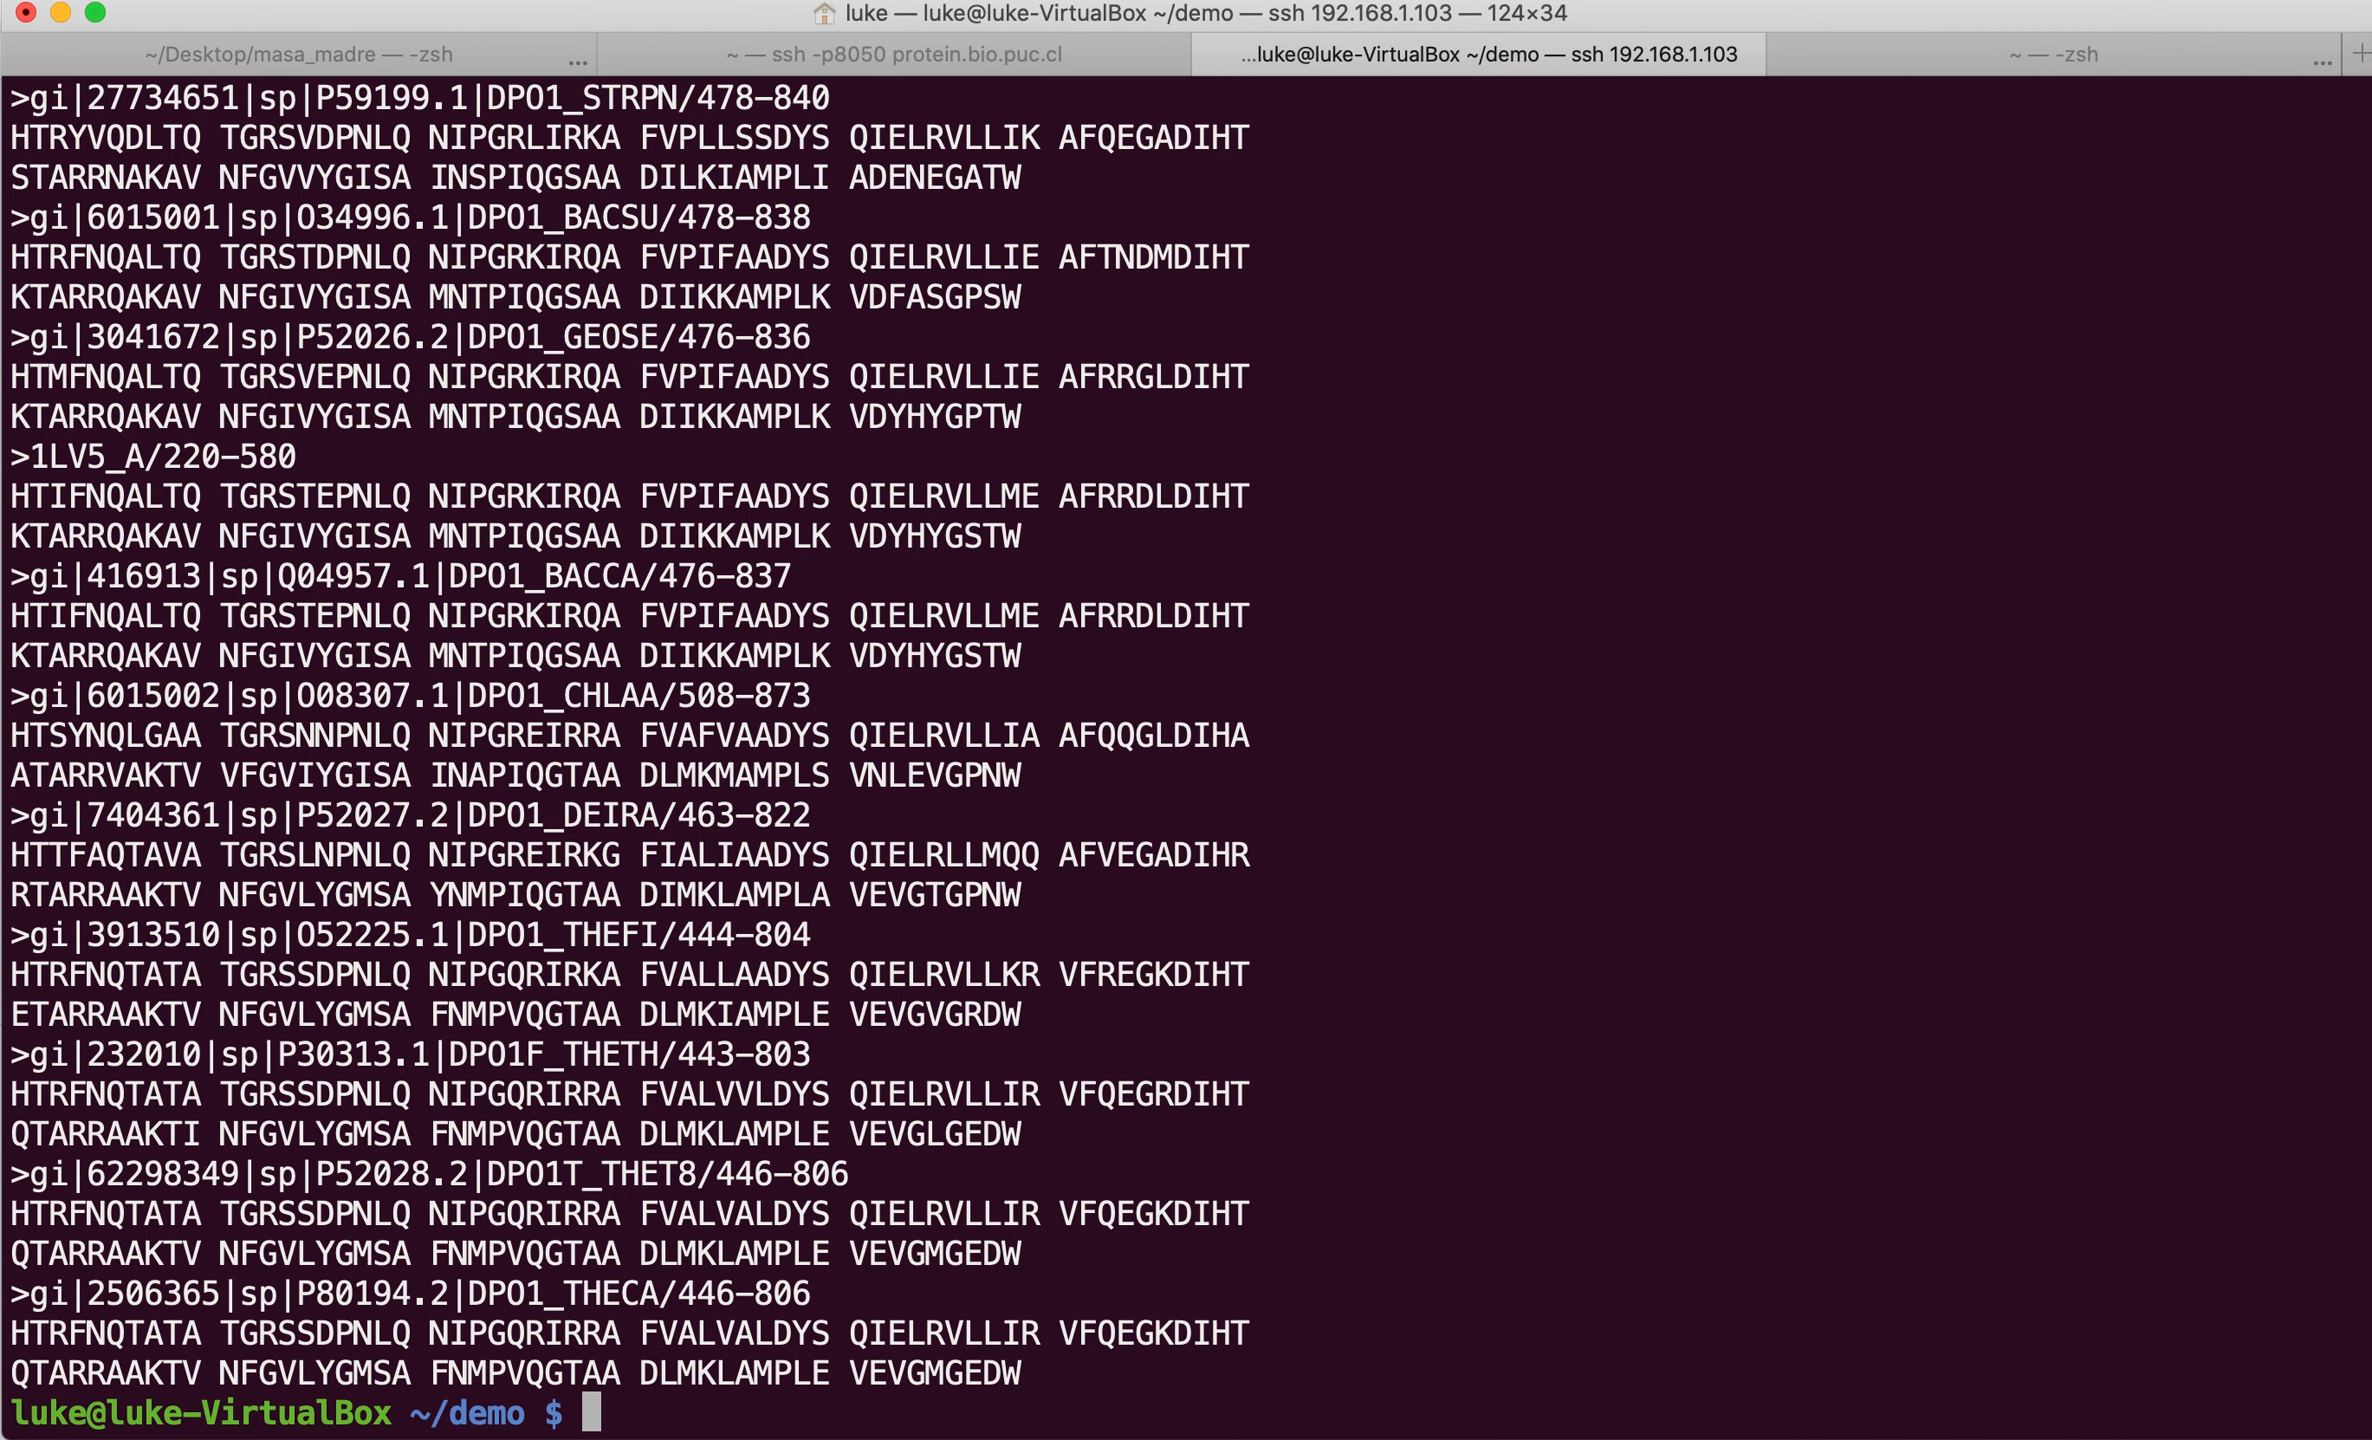 luke — luke@luke-VirtualBox ~/demo — ssh 192.168.1.103 — 124×34
~/Desktop/masa_madre — -zsh ... ~ — ssh -p8050 protein.bio.puc.cl ...luke@luke-VirtualBox ~/demo — ssh 192.168.1.103 ~ — -zsh ... +
>gi|27734651|sp|P59199.1|DPO1_STRPN/478-840
HTRYVQDLTQ TGRSVDPNLQ NIPGRLIRKA FVPLLSSDYS QIELRVLLIK AFQEGADIHT
STARRNAKAV NFGVVYGISA INSPIQGSAA DILKIAMPLI ADENEGATW
>gi|6015001|sp|O34996.1|DPO1_BACSU/478-838
HTRFNQALTQ TGRSTDPNLQ NIPGRKIRQA FVPIFAADYS QIELRVLLIE AFTNDMDIHT
KTARRQAKAV NFGIVYGISA MNTPIQGSAA DIIKKAMPLK VDFASGPSW
>gi|3041672|sp|P52026.2|DPO1_GEOSE/476-836
HTMFNQALTQ TGRSVEPNLQ NIPGRKIRQA FVPIFAADYS QIELRVLLIE AFRRGLDIHT
KTARRQAKAV NFGIVYGISA MNTPIQGSAA DIIKKAMPLK VDYHYGPTW
>1LV5_A/220-580
HTIFNQALTQ TGRSTEPNLQ NIPGRKIRQA FVPIFAADYS QIELRVLLME AFRRDLDIHT
KTARRQAKAV NFGIVYGISA MNTPIQGSAA DIIKKAMPLK VDYHYGSTW
>gi|416913|sp|Q04957.1|DPO1_BACCA/476-837
HTIFNQALTQ TGRSTEPNLQ NIPGRKIRQA FVPIFAADYS QIELRVLLME AFRRDLDIHT
KTARRQAKAV NFGIVYGISA MNTPIQGSAA DIIKKAMPLK VDYHYGSTW
>gi|6015002|sp|O08307.1|DPO1_CHLAA/508-873
HTSYNQLGAA TGRSNNPNLQ NIPGREIRRA FVAFVAADYS QIELRVLLIA AFQQGLDIHA
ATARRVAKTV VFGVIYGISA INAPIQGTAA DLMKMAMPLS VNLEVGPNW
>gi|7404361|sp|P52027.2|DPO1_DEIRA/463-822
HTTFAQTAVA TGRSLNPNLQ NIPGREIRKG FIALIAADYS QIELRLLMQQ AFVEGADIHR
RTARRAAKTV NFGVLYGMSA YNMPIQGTAA DIMKLAMPLA VEVGTGPNW
>gi|3913510|sp|O52225.1|DPO1_THEFI/444-804
HTRFNQTATA TGRSSDPNLQ NIPGQRIRKA FVALLAADYS QIELRVLLKR VFREGKDIHT
ETARRAAKTV NFGVLYGMSA FNMPVQGTAA DLMKIAMPLE VEVGVGRDW
>gi|232010|sp|P30313.1|DPO1F_THETH/443-803
HTRFNQTATA TGRSSDPNLQ NIPGQRIRRA FVALVVLDYS QIELRVLLIR VFQEGRDIHT
QTARRAAKTI NFGVLYGMSA FNMPVQGTAA DLMKLAMPLE VEVGLGEDW
>gi|62298349|sp|P52028.2|DPO1T_THET8/446-806
HTRFNQTATA TGRSSDPNLQ NIPGQRIRRA FVALVALDYS QIELRVLLIR VFQEGKDIHT
QTARRAAKTV NFGVLYGMSA FNMPVQGTAA DLMKLAMPLE VEVGMGEDW
>gi|2506365|sp|P80194.2|DPO1_THECA/446-806
HTRFNQTATA TGRSSDPNLQ NIPGQRIRRA FVALVALDYS QIELRVLLIR VFQEGKDIHT
QTARRAAKTV NFGVLYGMSA FNMPVQGTAA DLMKLAMPLE VEVGMGEDW
luke@luke-VirtualBox ~/demo $